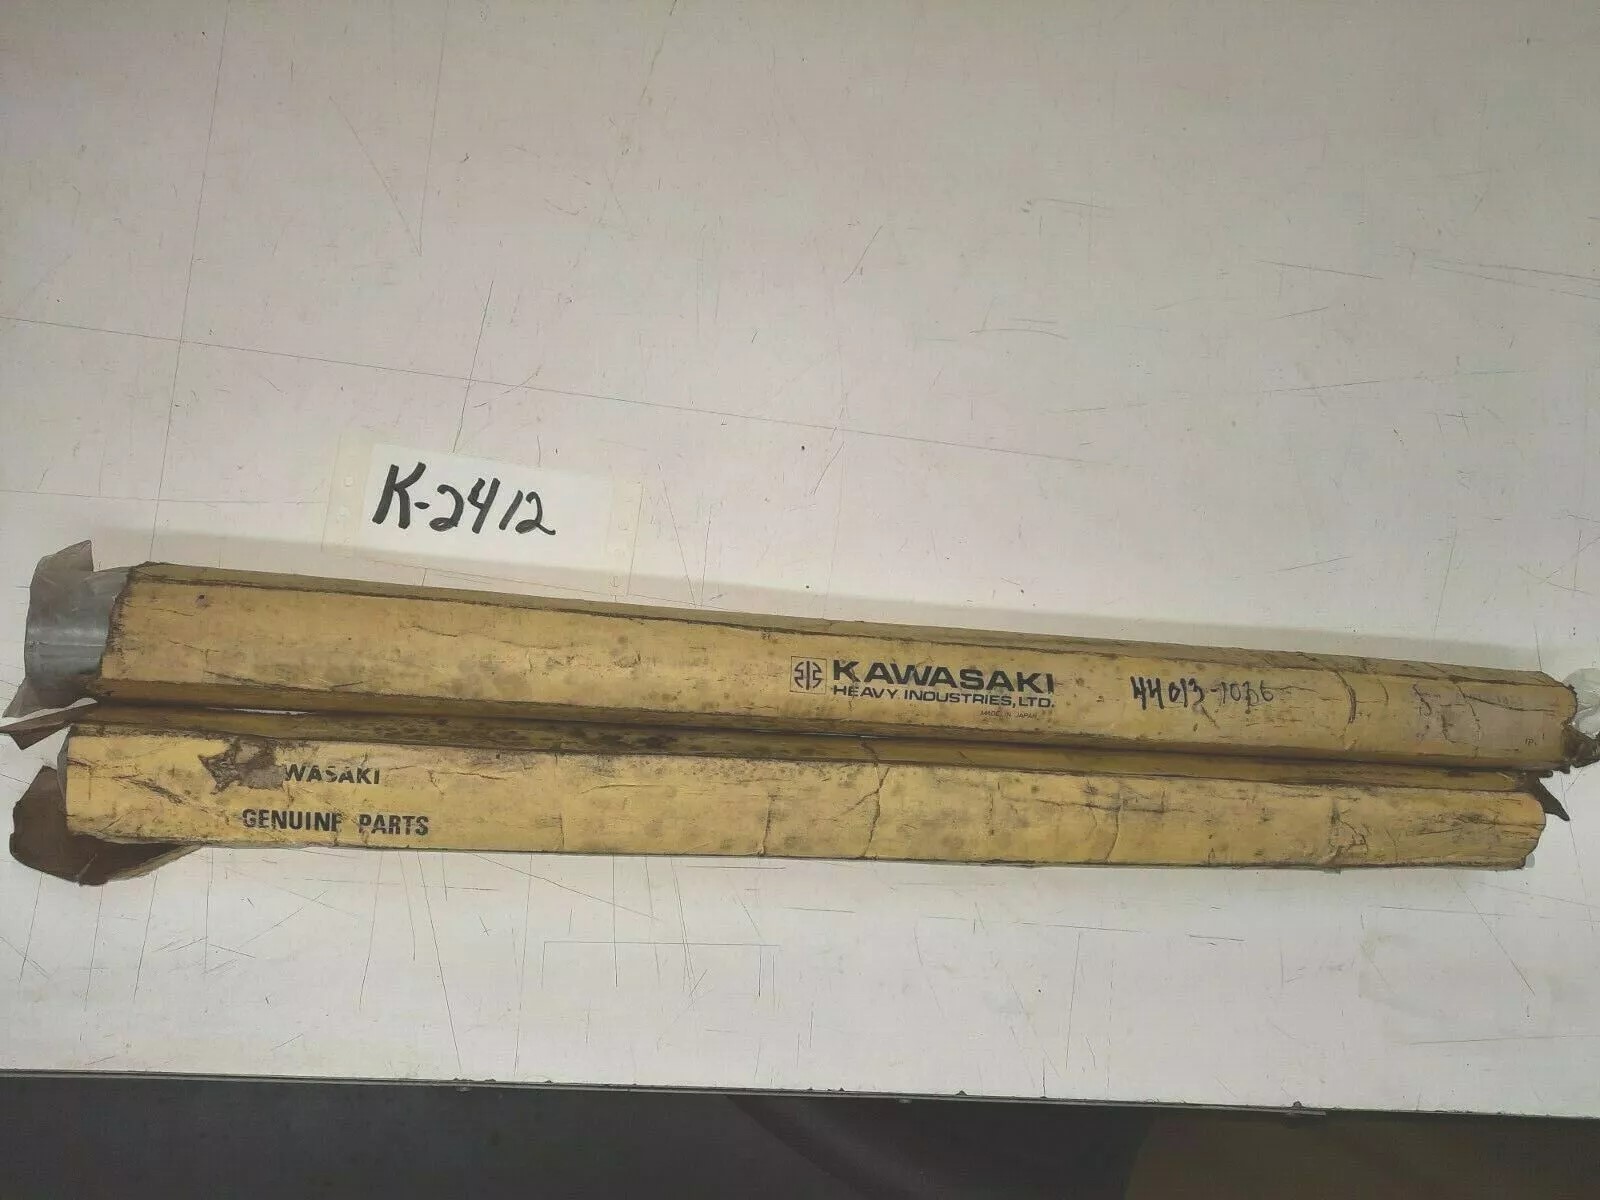 K-2412
KAWASAKI
HEAVY INDUSTRIES, LTD.
MADE IN JAPAN
44013-1036
WASAKI
GENUINE PARTS